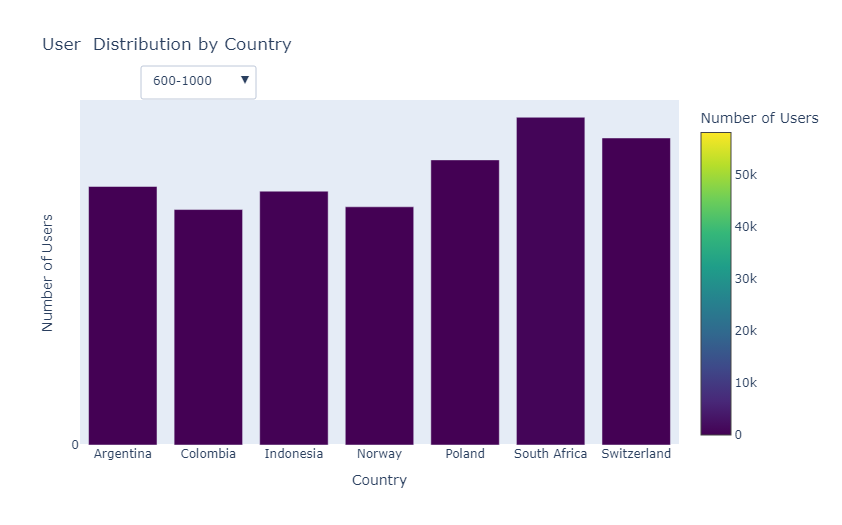 User  Distribution by Country
600-1000 ▼
Number of Users
50k
40k
30k
20k
10k
0
Number of Users
0
Argentina Colombia Indonesia Norway Poland South Africa Switzerland
Country